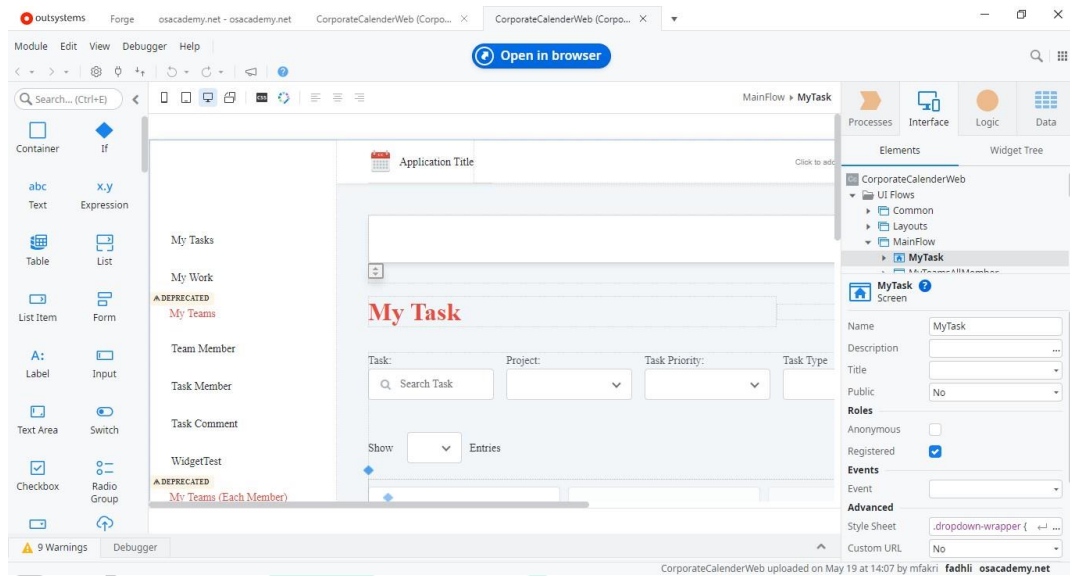 outsystems Forge osacademy.net - osacademy.net CorporateCalenderWeb (Corpo... CorporateCalenderWeb (Corpo...
Module Edit View Debugger Help
Open in browser
Search... (Ctrl+E)
MainFlow MyTask
Processes Interface Logic Data
Elements Widget Tree
Container If
abc x.y
Text Expression
Table List
List Item Form
A:
Label Input
Text Area Switch
Checkbox Radio Group
Application Title
Click to add
My Tasks
My Work
DEPRECATED
My Teams
Team Member
Task Member
Task Comment
WidgetTest
DEPRECATED
My Teams (Each Member)
My Task
Task: Project: Task Priority: Task Type
Search Task
Show Entries
CorporateCalenderWeb
UI Flows
Common
Layouts
MainFlow
MyTask
MyTeamsAllMember
MyTask
Screen
Name MyTask
Description ...
Title
Public No
Roles
Anonymous
Registered
Events
Event
Advanced
Style Sheet .dropdown-wrapper { ...
Custom URL No
9 Warnings Debugger
CorporateCalenderWeb uploaded on May 19 at 14:07 by mfakri fadhli osacademy.net